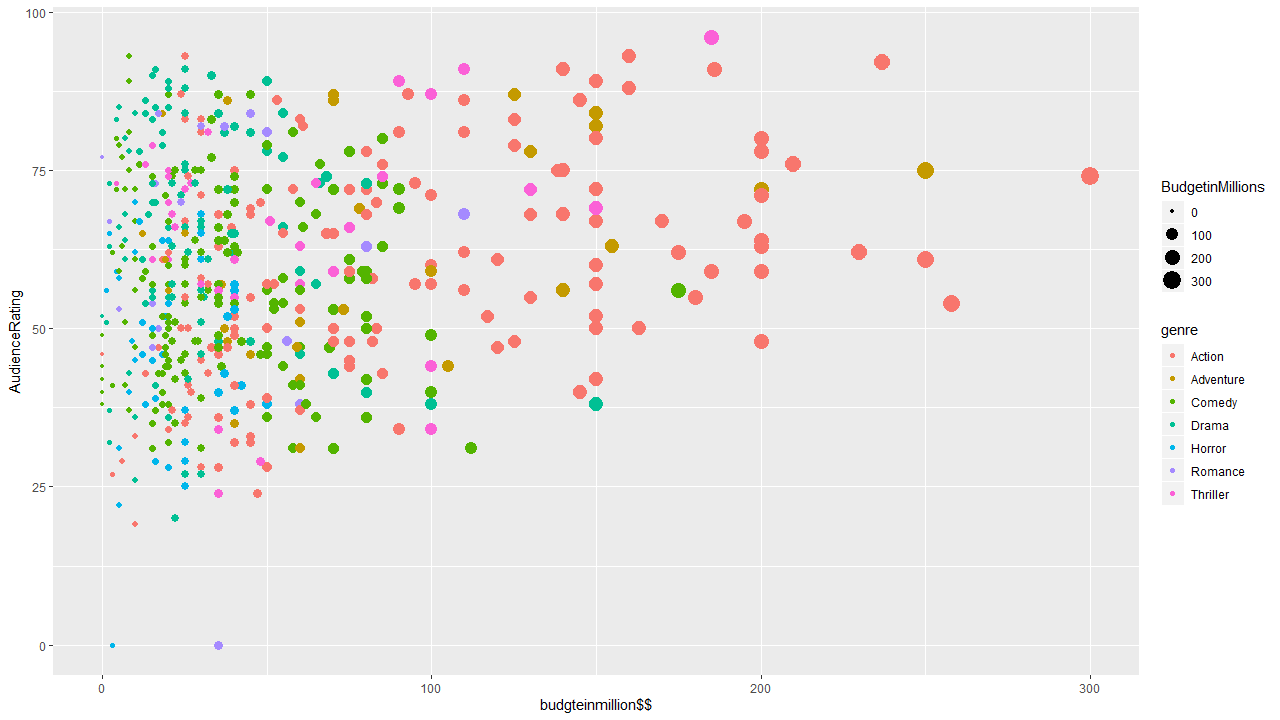 100
75
50
25
0
AudienceRating
0
100
200
300
budgteinmillion$$
BudgetinMillions
0
100
200
300
genre
Action
Adventure
Comedy
Drama
Horror
Romance
Thriller